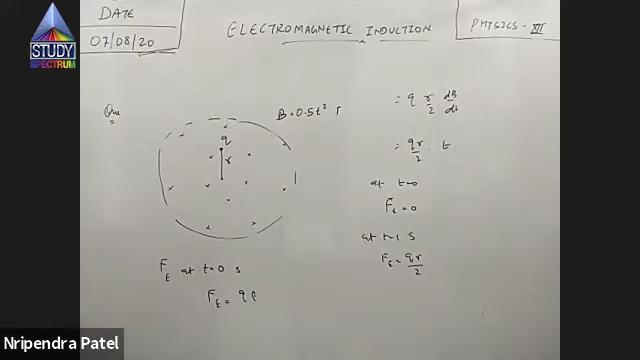 DATE
07/08/20
STUDY
SPECTRUM
ELECTROMAGNETIC INDUCTION
PHYSICS - XII
Que
B = 0.5t² T
q
r
F_E at t=0 s
F_E = qE
= q r/2 dB/dt
= qr/2 . t
at t=0
F_E = 0
at t=1 s
F_E = qr/2
Nripendra Patel